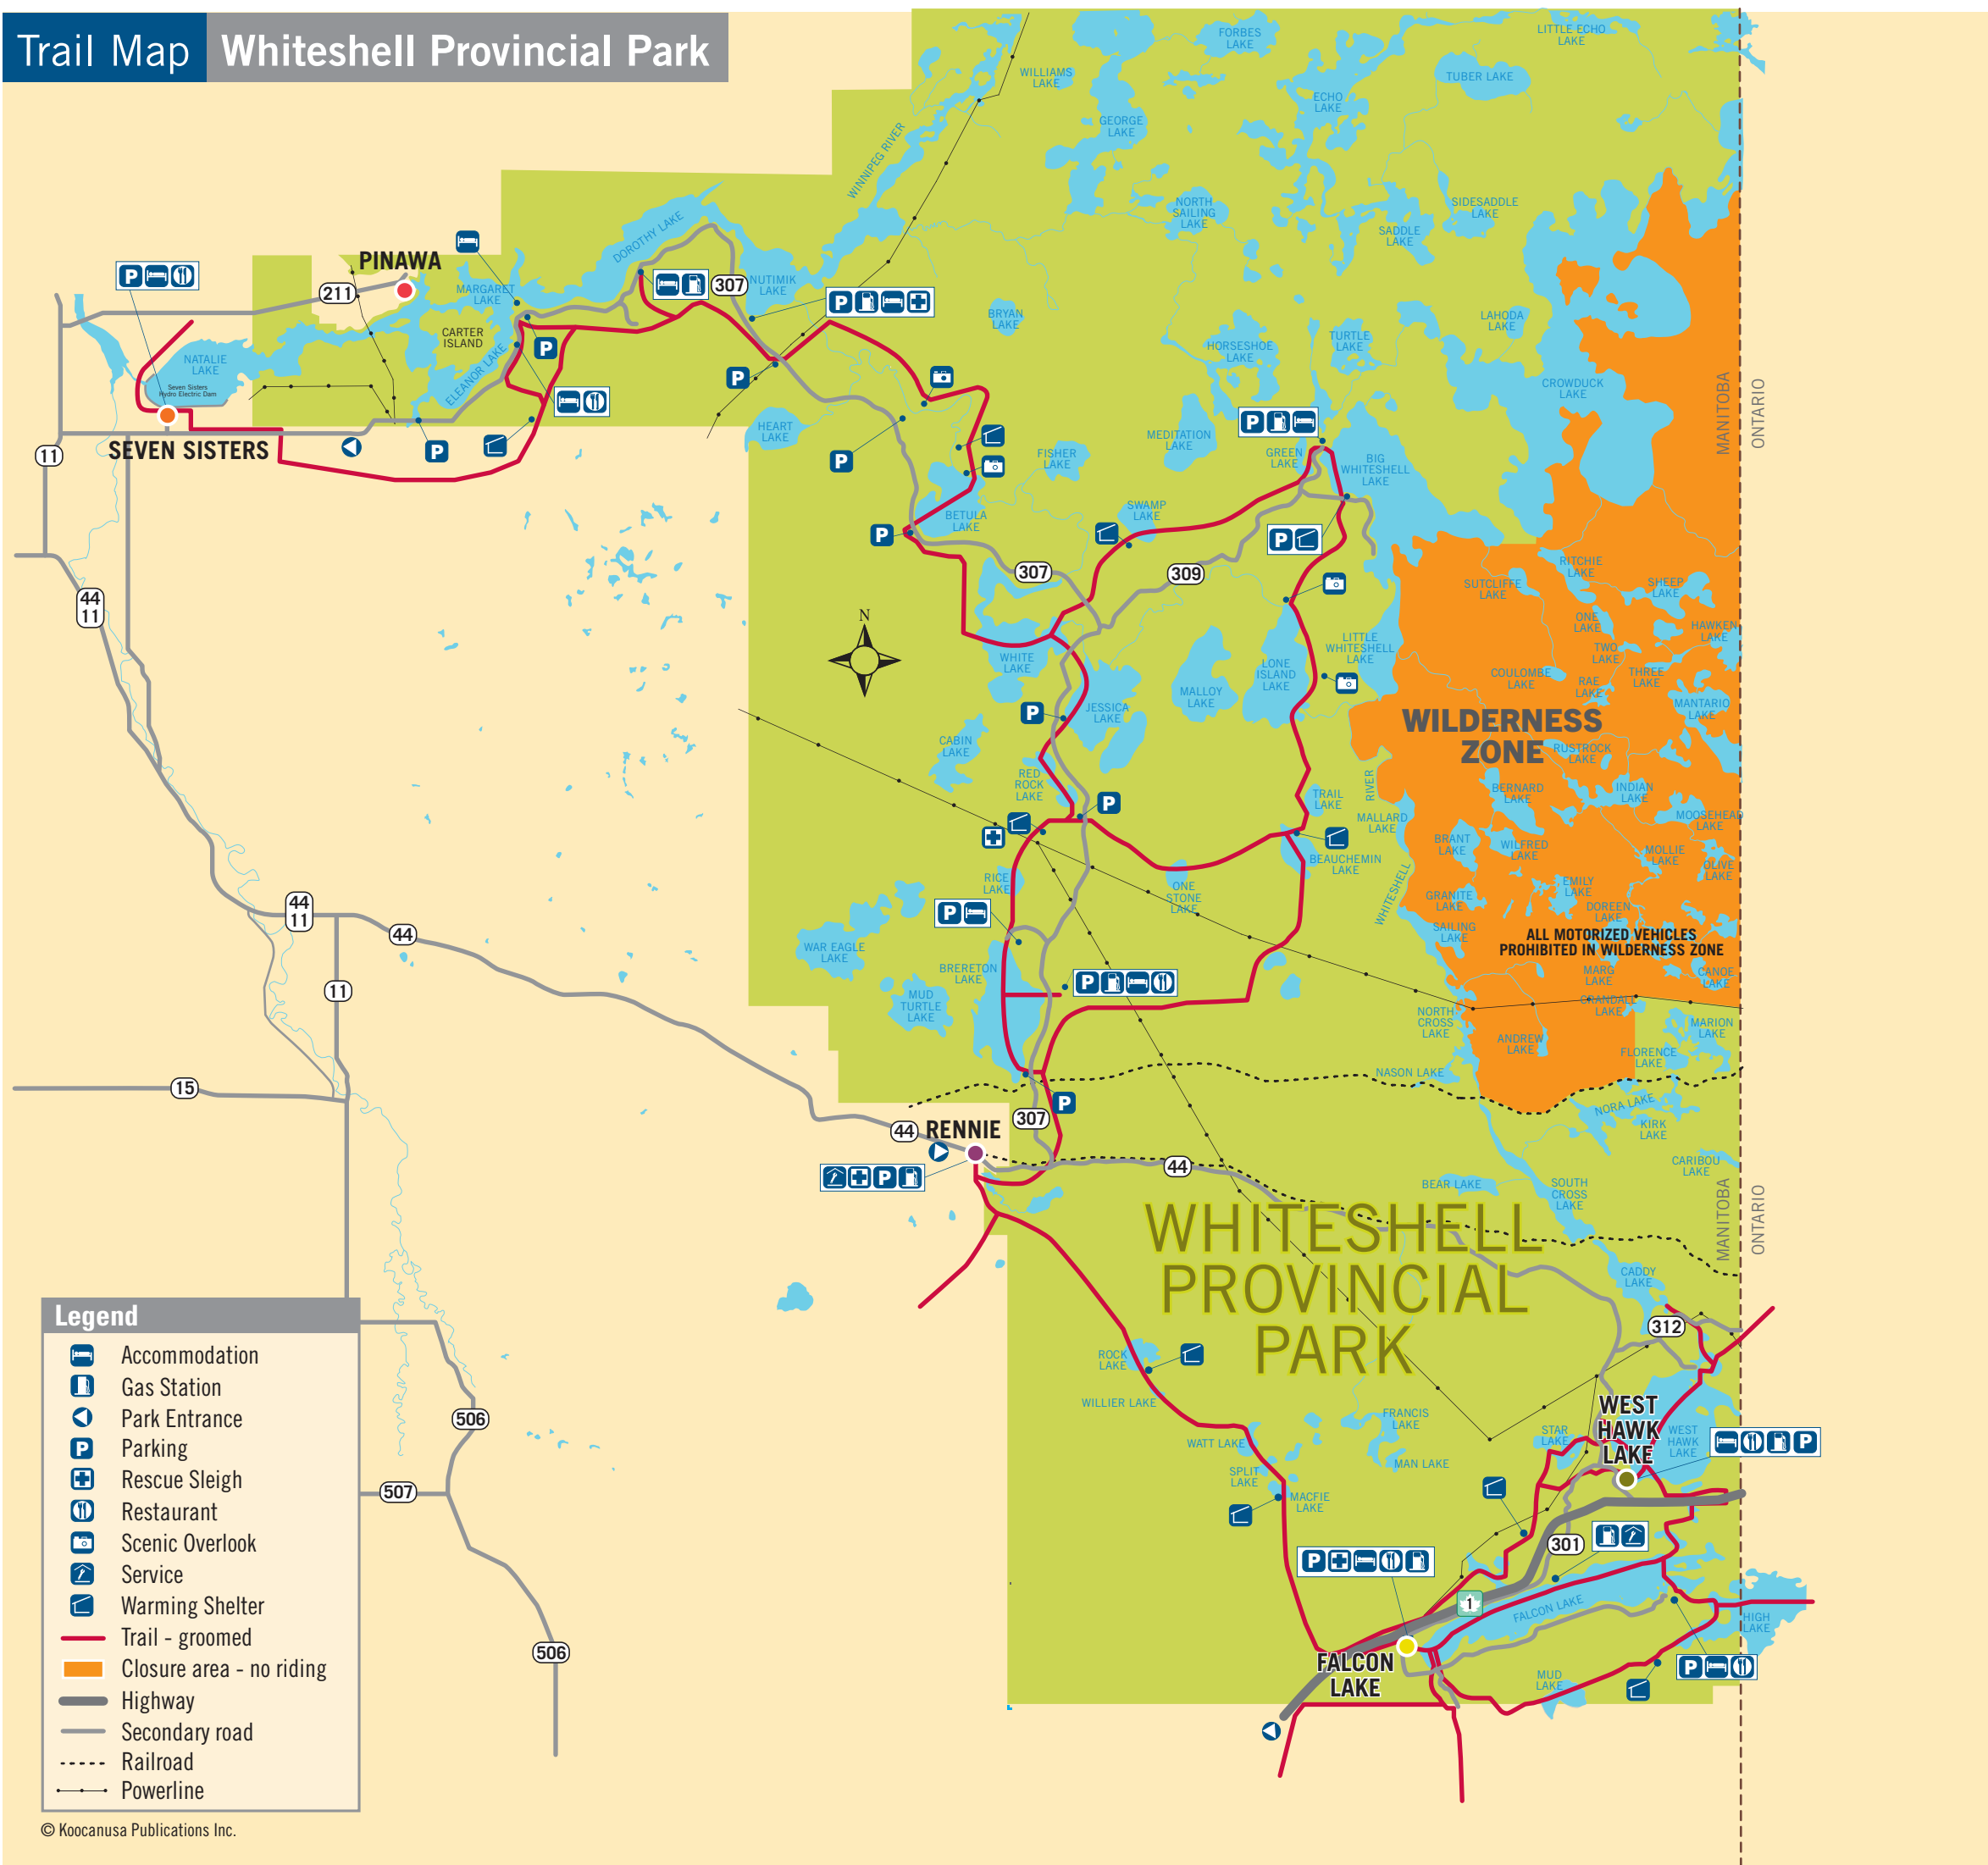 Trail Map Whiteshell Provincial Park
FORBES
LAKE
LITTLE ECHO
LAKE
WILLIAMS
LAKE
TUBER LAKE
ECHO
LAKE
GEORGE
LAKE
WINNIPEG RIVER
NORTH
SAILING
LAKE
SIDESADDLE
LAKE
SADDLE
LAKE
DOROTHY LAKE
PINAWA
211
MARGARET
LAKE
307
NUTIMIK
LAKE
P
P
BRYAN
LAKE
LAHODA
LAKE
CARTER
ISLAND
TURTLE
LAKE
HORSESHOE
LAKE
P
NATALIE
LAKE
Seven Sisters
Hydro Electric Dam
ELEANOR LAKE
P
CROWDUCK
LAKE
MANITOBA
ONTARIO
SEVEN SISTERS
11
P
HEART
LAKE
P
P
MEDITATION
LAKE
FISHER
LAKE
GREEN
LAKE
BIG
WHITESHELL
LAKE
SWAMP
LAKE
BETULA
LAKE
P
P
307
309
RITCHIE
LAKE
SUTCLIFFE
LAKE
SHEEP
LAKE
44
11
ONE
LAKE
HAWKEN
LAKE
N
LITTLE
WHITESHELL
LAKE
TWO
LAKE
WHITE
LAKE
LONE
ISLAND
LAKE
COULOMBE
LAKE
THREE
LAKE
RAE
LAKE
MALLOY
LAKE
MANTARIO
LAKE
P
JESSICA
LAKE
WILDERNESS
ZONE
CABIN
LAKE
RUSTROCK
LAKE
RED
ROCK
LAKE
RIVER
BERNARD
LAKE
INDIAN
LAKE
TRAIL
LAKE
P
MALLARD
LAKE
MOOSEHEAD
LAKE
BRANT
LAKE
WILFRED
LAKE
MOLLIE
LAKE
BEAUCHEMIN
LAKE
OLIVE
LAKE
RICE
LAKE
ONE
STONE
LAKE
WHITESHELL
EMILY
LAKE
GRANITE
LAKE
DOREEN
LAKE
44
11
P
44
SAILING
LAKE
ALL MOTORIZED VEHICLES
PROHIBITED IN WILDERNESS ZONE
WAR EAGLE
LAKE
BRERETON
LAKE
MARG
LAKE
CANOE
LAKE
P
11
MUD
TURTLE
LAKE
CRANDALL
LAKE
NORTH
CROSS
LAKE
MARION
LAKE
ANDREW
LAKE
FLORENCE
LAKE
NASON LAKE
15
P
NORA LAKE
307
KIRK
LAKE
44
RENNIE
44
CARIBOU
LAKE
P
BEAR LAKE
SOUTH
CROSS
LAKE
MANITOBA
ONTARIO
WHITESHELL
PROVINCIAL
PARK
CADDY
LAKE
312
ROCK
LAKE
WILLIER LAKE
WEST
HAWK
LAKE
FRANCIS
LAKE
STAR
LAKE
WEST
HAWK
LAKE
P
WATT LAKE
MAN LAKE
SPLIT
LAKE
MACFIE
LAKE
301
P
1
FALCON LAKE
HIGH
LAKE
FALCON
LAKE
P
MUD
LAKE
506
507
506
Legend
Accommodation
Gas Station
Park Entrance
P Parking
Rescue Sleigh
Restaurant
Scenic Overlook
Service
Warming Shelter
Trail - groomed
Closure area - no riding
Highway
Secondary road
Railroad
Powerline
© Koocanusa Publications Inc.